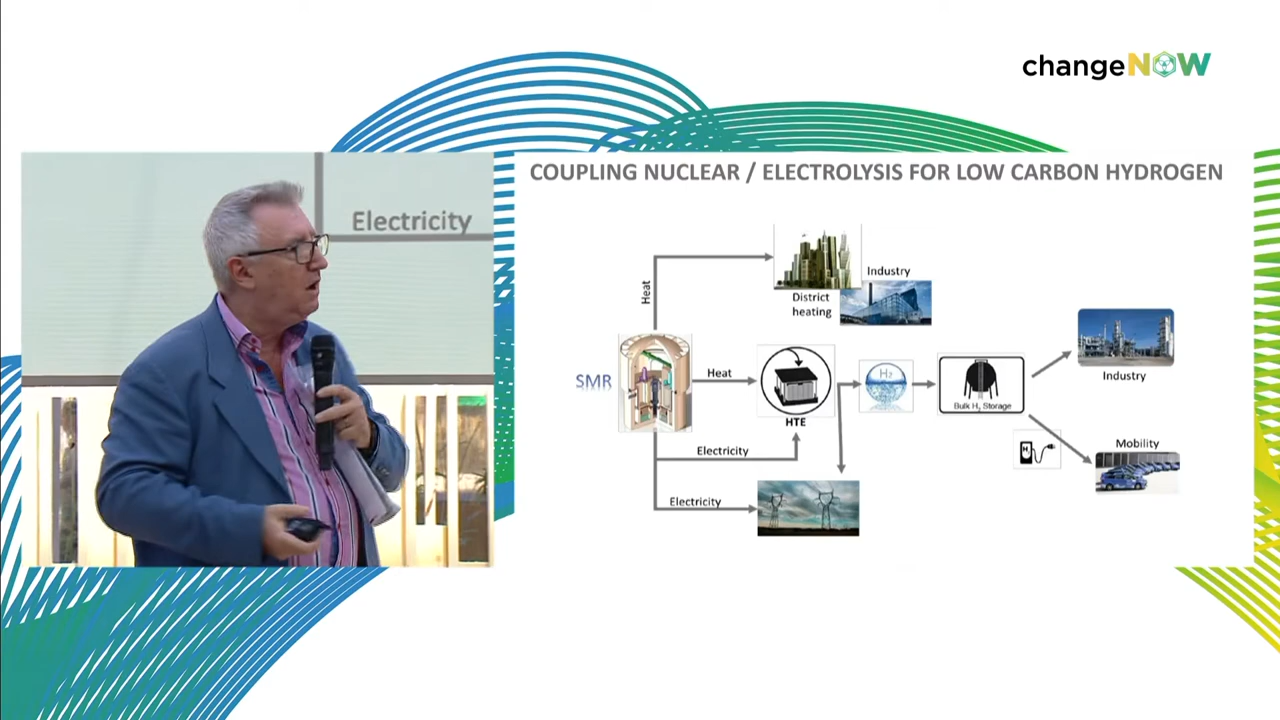 changeNOW
Electricity
COUPLING NUCLEAR / ELECTROLYSIS FOR LOW CARBON HYDROGEN
Heat
Industry
District
heating
SMR
Heat
HTE
H₂
Bulk H₂ Storage
Industry
Electricity
Electricity
H₂
Mobility